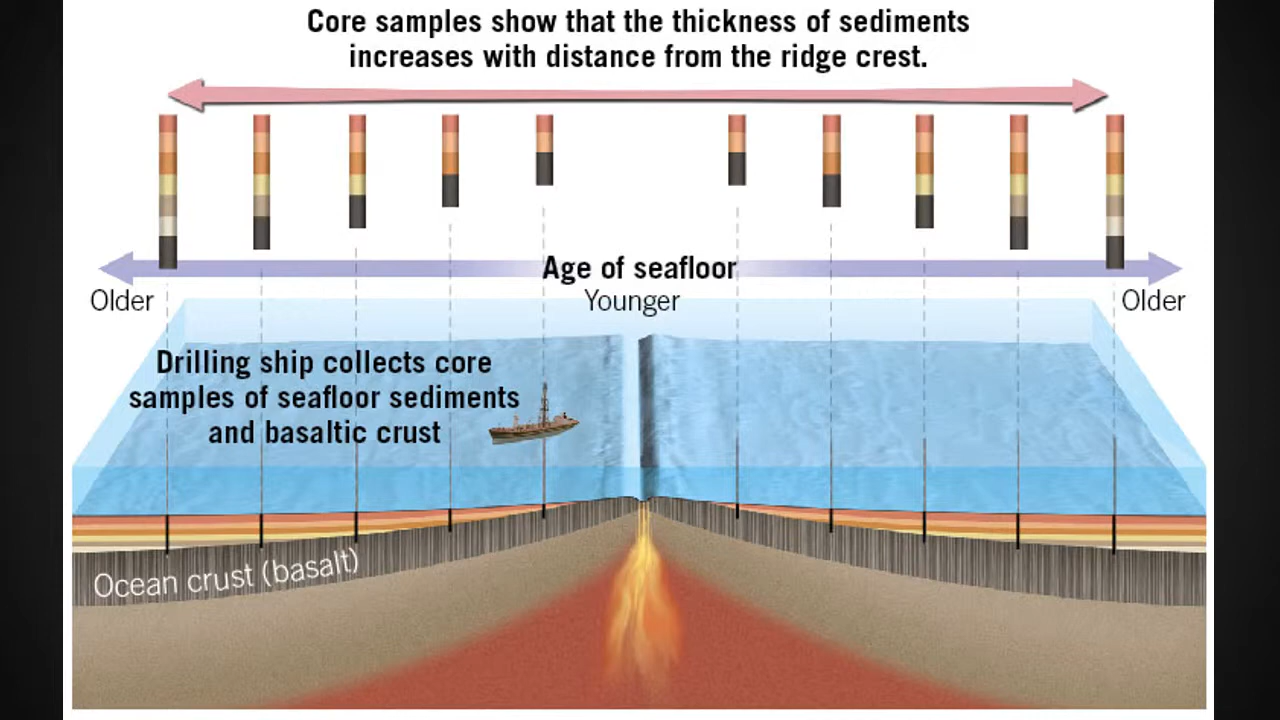 Core samples show that the thickness of sediments
increases with distance from the ridge crest.
Age of seafloor
Older
Younger
Older
Drilling ship collects core
samples of seafloor sediments
and basaltic crust
Ocean crust (basalt)